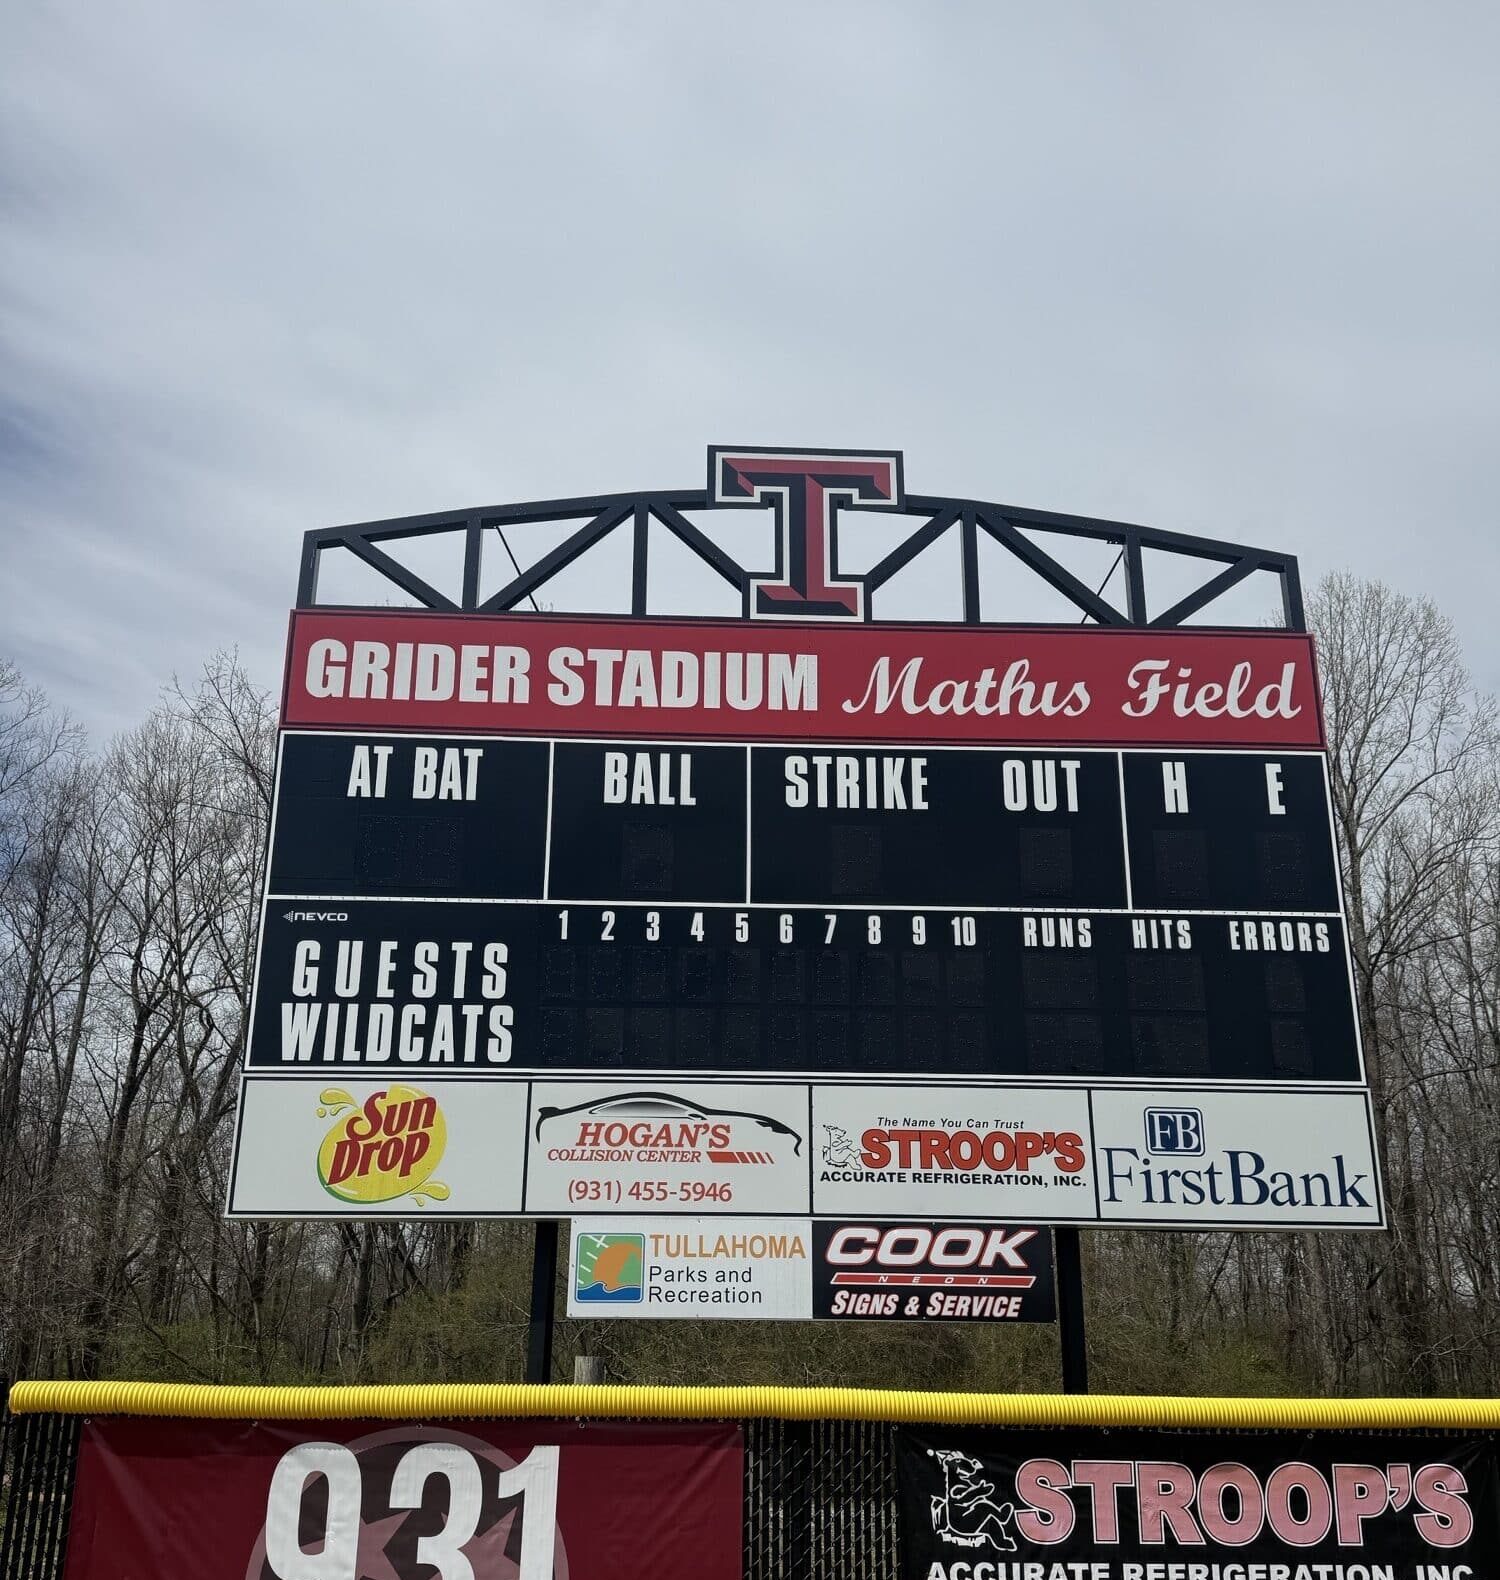 T
GRIDER STADIUM Mathis Field
AT BAT BALL STRIKE OUT H E
NEVCO
1 2 3 4 5 6 7 8 9 10 RUNS HITS ERRORS
GUESTS
WILDCATS
Sun
Drop
HOGAN'S
COLLISION CENTER
(931) 455-5946
The Name You Can Trust
STROOP'S
ACCURATE REFRIGERATION, INC.
FB
FirstBank
TULLAHOMA
Parks and
Recreation
COOK
NEON
SIGNS & SERVICE
931
STROOP'S
ACCURATE REFRIGERATION, INC